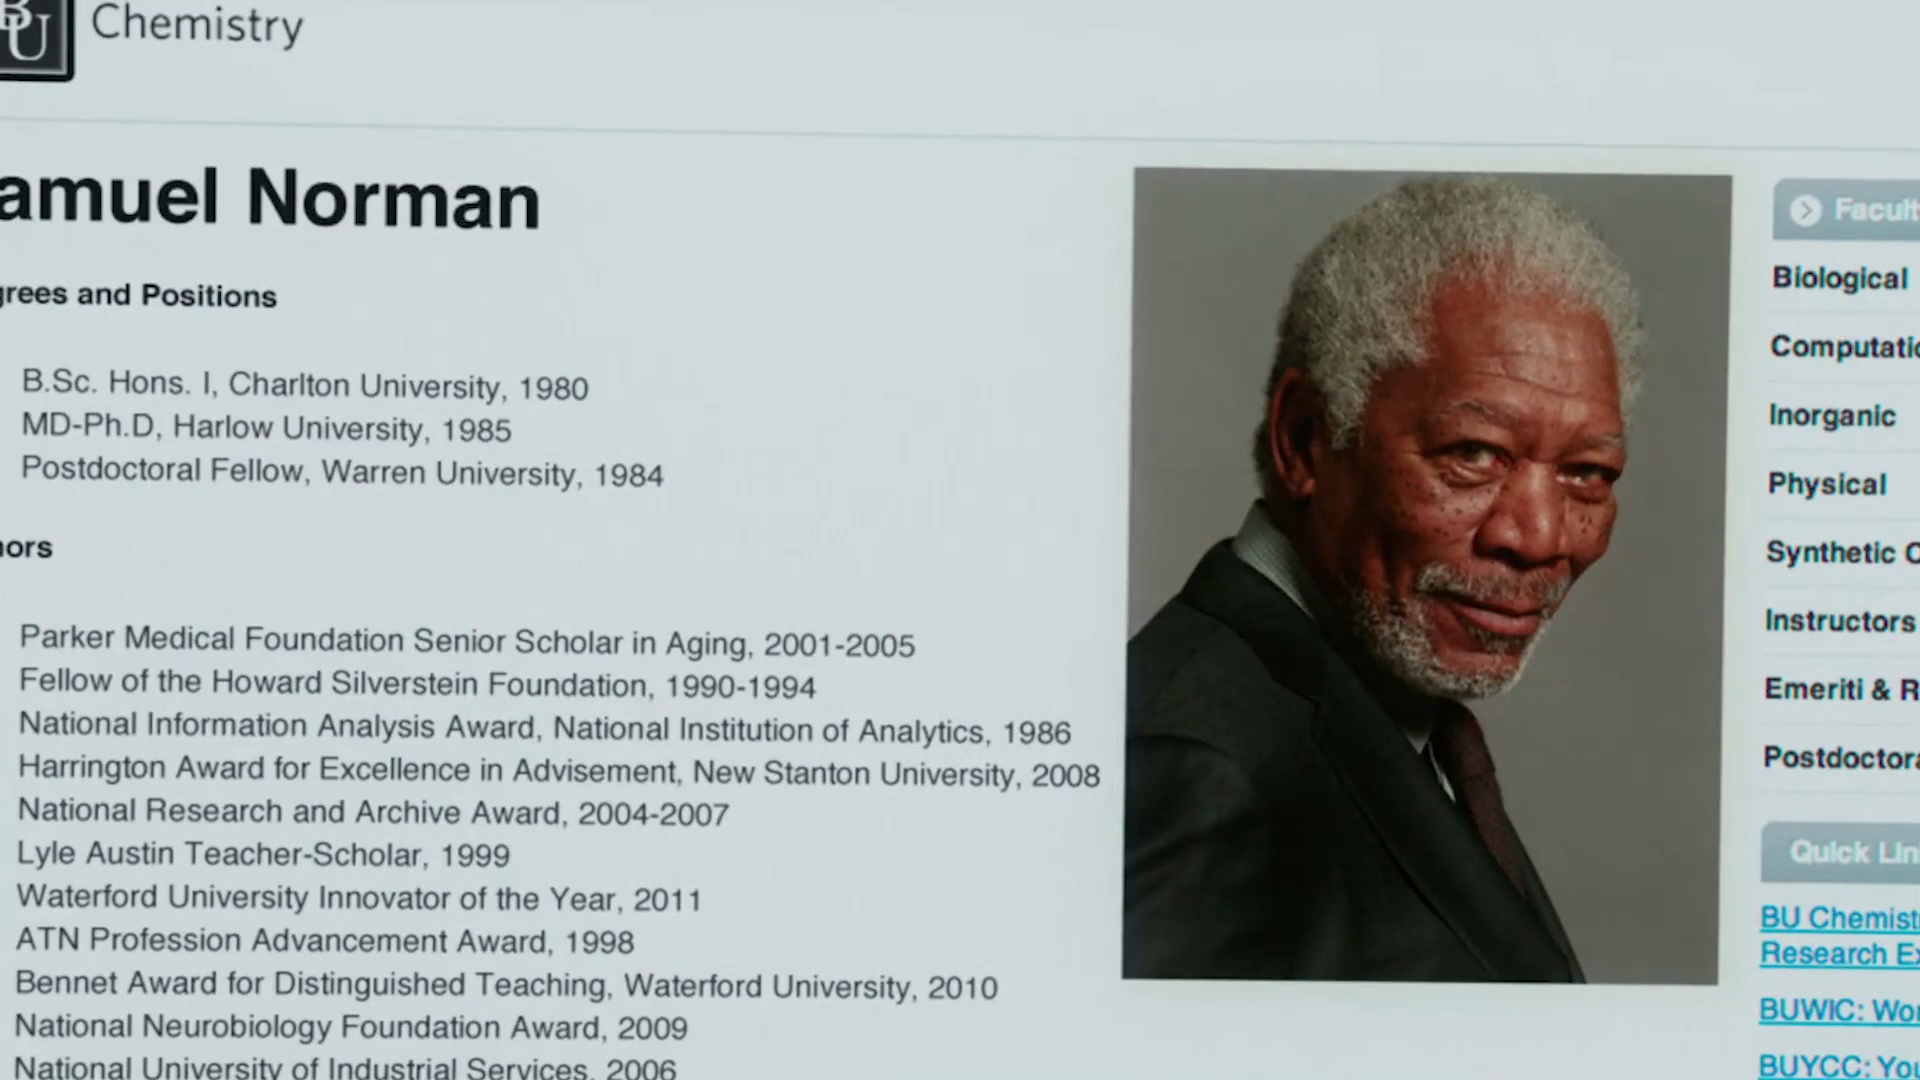 BU
Chemistry
amuel Norman
grees and Positions
B.Sc. Hons. I, Charlton University, 1980
MD-Ph.D, Harlow University, 1985
Postdoctoral Fellow, Warren University, 1984
nors
Parker Medical Foundation Senior Scholar in Aging, 2001-2005
Fellow of the Howard Silverstein Foundation, 1990-1994
National Information Analysis Award, National Institution of Analytics, 1986
Harrington Award for Excellence in Advisement, New Stanton University, 2008
National Research and Archive Award, 2004-2007
Lyle Austin Teacher-Scholar, 1999
Waterford University Innovator of the Year, 2011
ATN Profession Advancement Award, 1998
Bennet Award for Distinguished Teaching, Waterford University, 2010
National Neurobiology Foundation Award, 2009
National University of Industrial Services, 2006
Facult
Biological
Computatio
Inorganic
Physical
Synthetic O
Instructors
Emeriti & R
Postdoctora
Quick Lin
BU Chemist
Research Ex
BUWIC: Wo
BUYCC: You